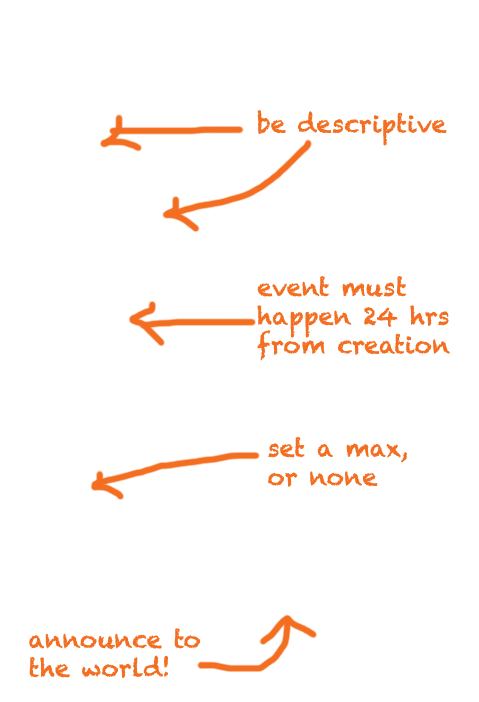 be descriptive
event must
happen 24 hrs
from creation
set a max,
or none
announce to
the world!